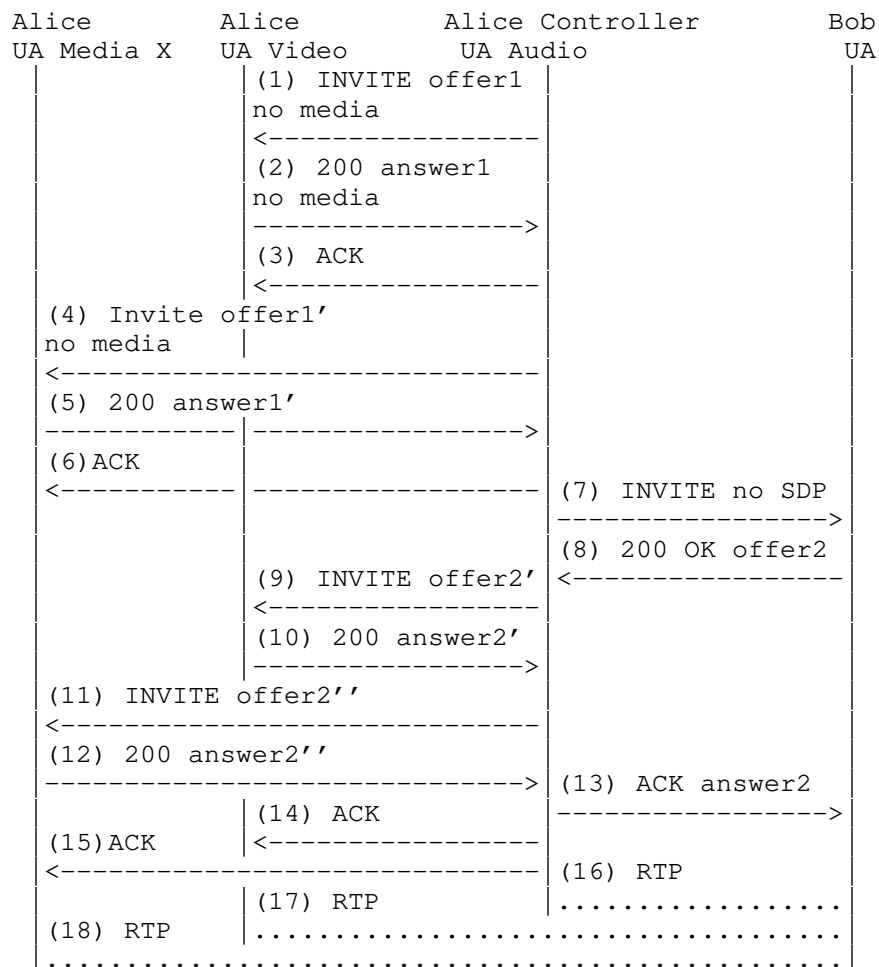 Alice Alice Alice Controller Bob
UA Media X UA Video UA Audio UA
(1) INVITE offer1
no media
(2) 200 answer1
no media
(3) ACK
(4) Invite offer1'
no media
(5) 200 answer1'
(6)ACK
(7) INVITE no SDP
(8) 200 OK offer2
(9) INVITE offer2'
(10) 200 answer2'
(11) INVITE offer2''
(12) 200 answer2''
(13) ACK answer2
(14) ACK
(15)ACK
(16) RTP
(17) RTP
(18) RTP